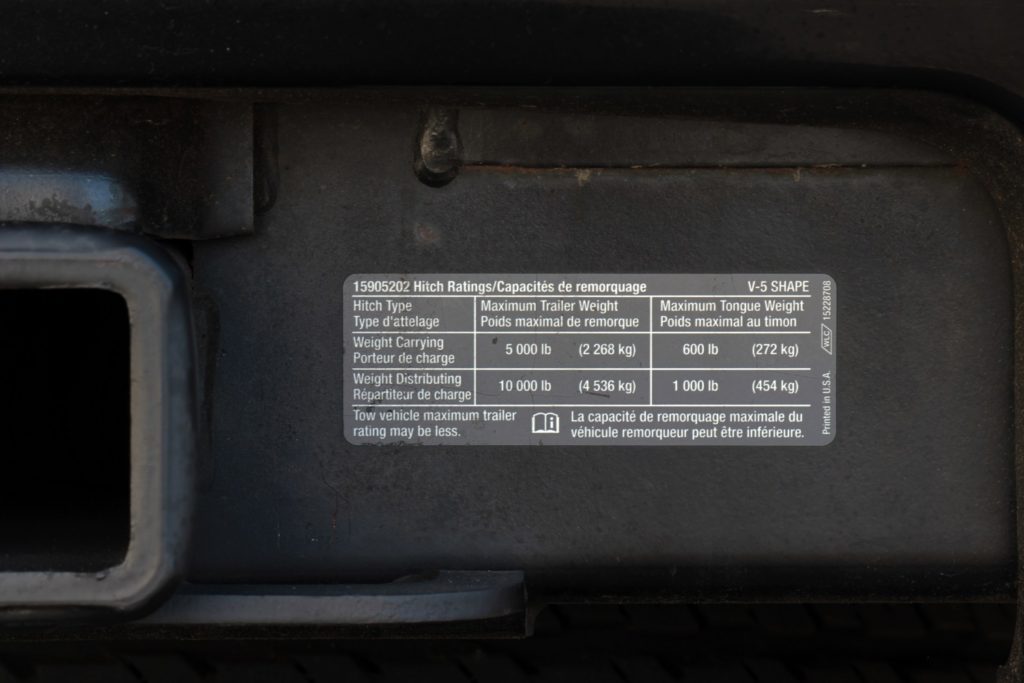 15905202 Hitch Ratings/Capacités de remorquage V-5 SHAPE
Hitch Type Maximum Trailer Weight Maximum Tongue Weight
Type d'attelage Poids maximal de remorque Poids maximal au timon
Weight Carrying
Porteur de charge
5 000 lb (2 268 kg) 600 lb (272 kg)
Weight Distributing
Répartiteur de charge
10 000 lb (4 536 kg) 1 000 lb (454 kg)
Tow vehicle maximum trailer
rating may be less.
La capacité de remorquage maximale du
véhicule remorqueur peut être inférieure.
Printed in U.S.A. WLC 15228708